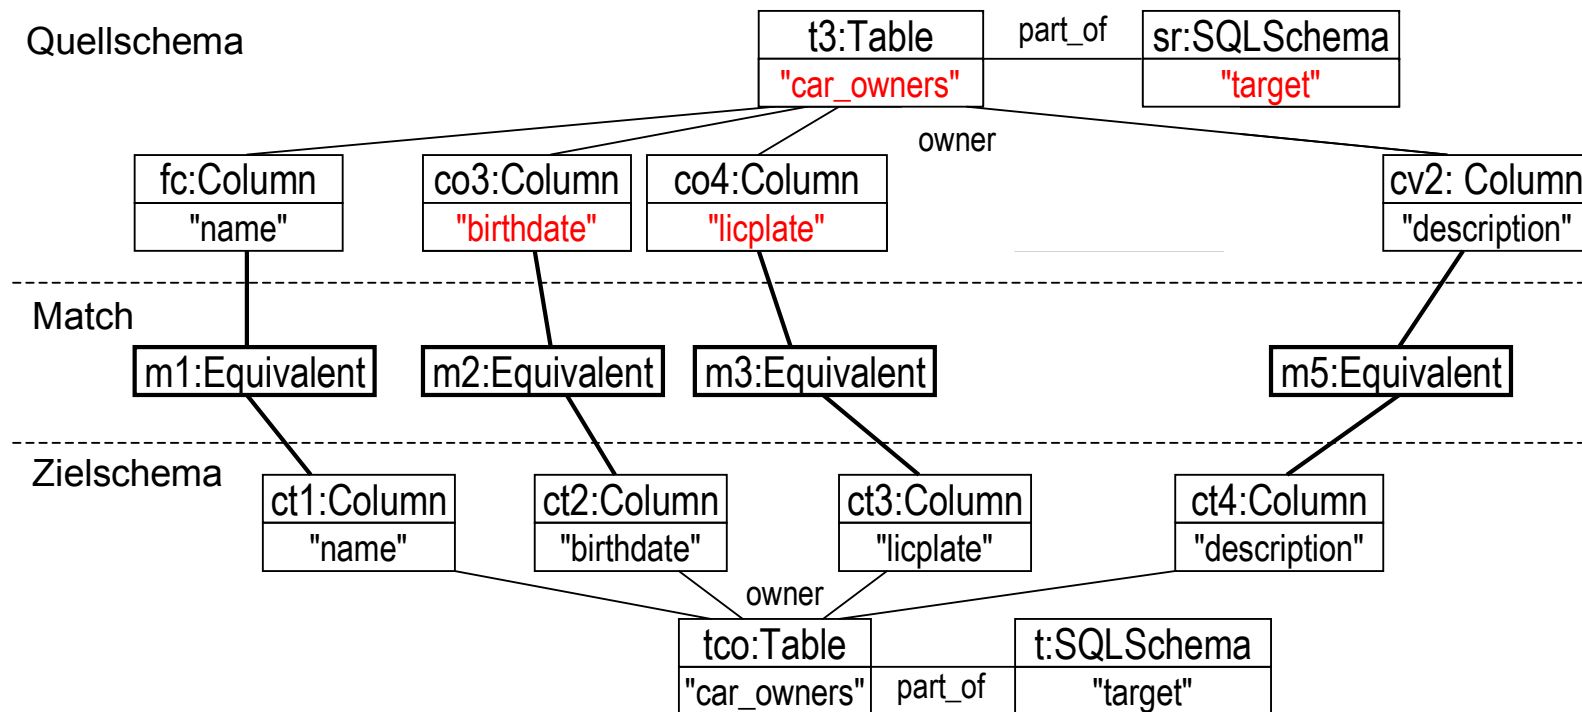 Quellschema
t3:Table
part_of
sr:SQLSchema
"car_owners"
"target"
owner
fc:Column
co3:Column
co4:Column
cv2: Column
"name"
"birthdate"
"licplate"
"description"
Match
m1:Equivalent
m2:Equivalent
m3:Equivalent
m5:Equivalent
Zielschema
ct1:Column
ct2:Column
ct3:Column
ct4:Column
"name"
"birthdate"
"licplate"
"description"
owner
tco:Table
t:SQLSchema
"car_owners"
part_of
"target"